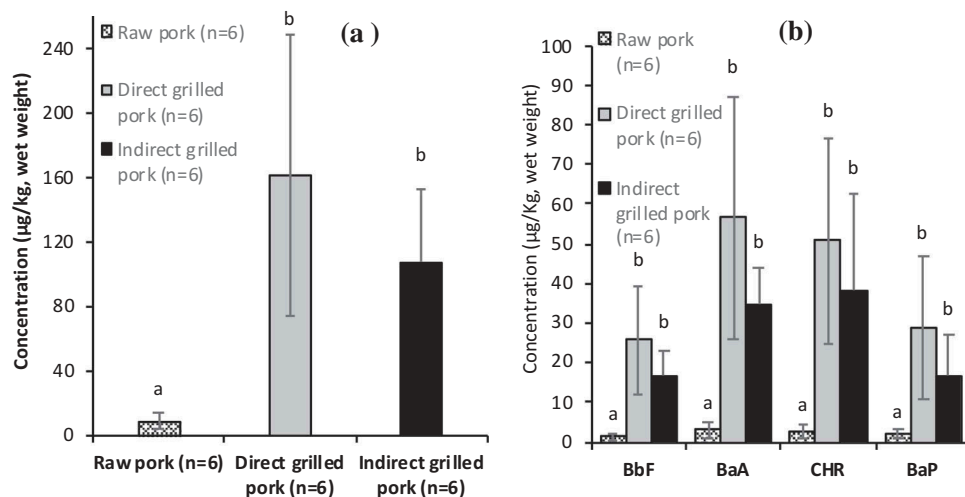 (a )
Concentration (µg/kg, wet weight)
240
200
160
120
80
40
0
Raw pork (n=6)
Direct grilled
pork (n=6)
Indirect grilled
pork (n=6)
a
b
b
Raw pork (n=6)
Direct grilled
pork (n=6)
Indirect grilled
pork (n=6)
(b)
Concentration (µg/Kg, wet weight)
100
90
80
70
60
50
40
30
20
10
0
Raw pork
(n=6)
Direct grilled
pork (n=6)
Indirect
grilled pork
(n=6)
a
b
b
a
b
b
a
b
b
a
b
b
BbF
BaA
CHR
BaP